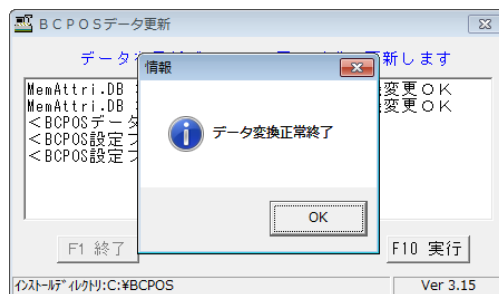 ＢＣＰＯＳデータ更新
データ
新します
情報
MemAttri.DB
変更ＯＫ
MemAttri.DB
変更ＯＫ
＜BCPOSデータ
＜BCPOS設定フ
＜BCPOS設定フ
データ変換正常終了
OK
F1 終了
F10 実行
ｲﾝｽﾄｰﾙﾃﾞｨﾚｸﾄﾘ:C:¥BCPOS
Ver 3.15